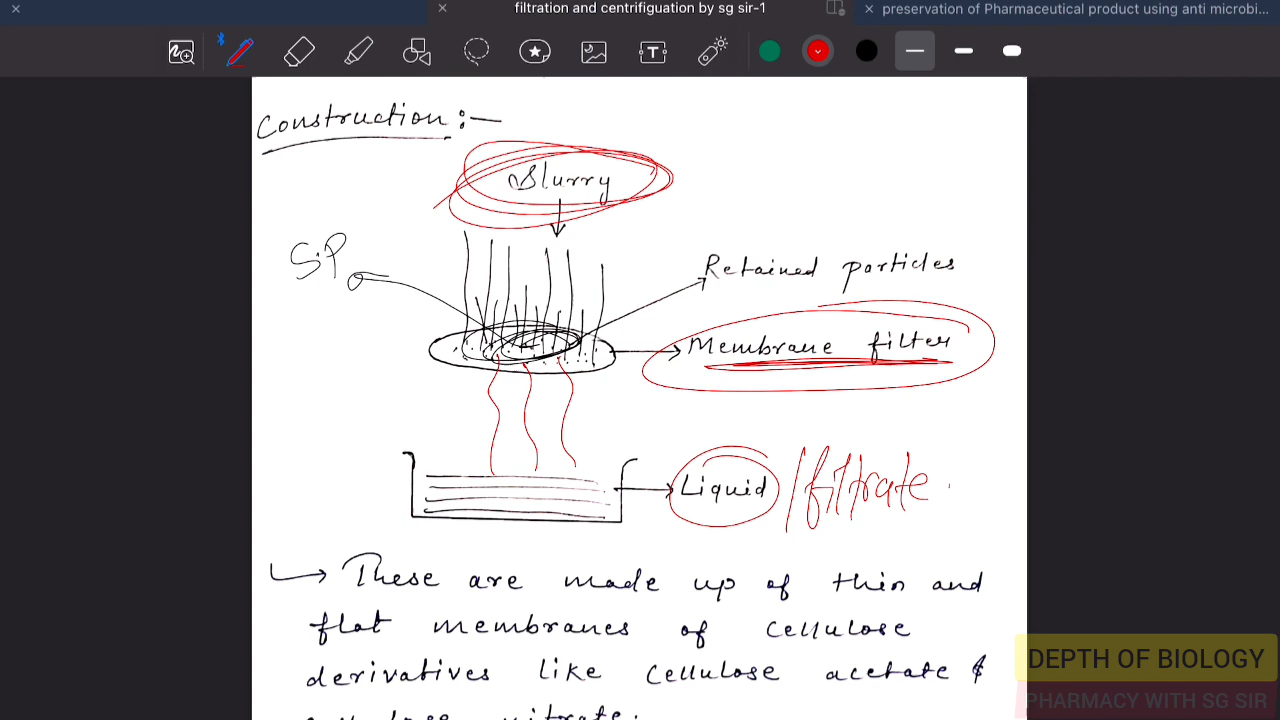 filtration and centrifiguation by sg sir-1
preservation of Pharmaceutical product using anti microbi...
Construction :—
Slurry
S.P
Retained particles
Membrane filter
Liquid / filtrate
These are made up of thin and
flat membranes of cellulose
derivatives like cellulose acetate &
nitrate.
DEPTH OF BIOLOGY
PHARMACY WITH SG SIR